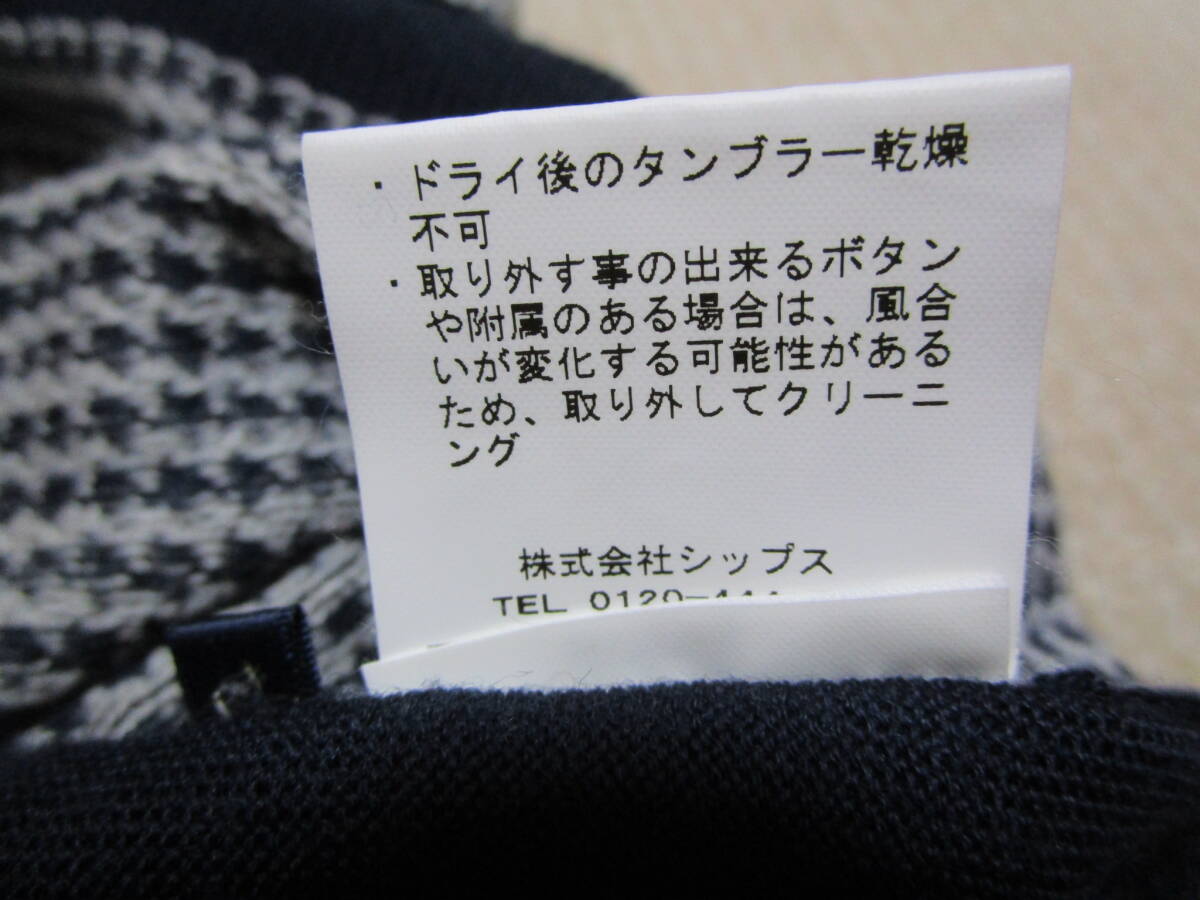 ・ドライ後のタンブラー乾燥
不可
・取り外す事の出来るボタン
や附属のある場合は、風合
いが変化する可能性がある
ため、取り外してクリーニ
ング
株式会社シップス
TEL 0120-444